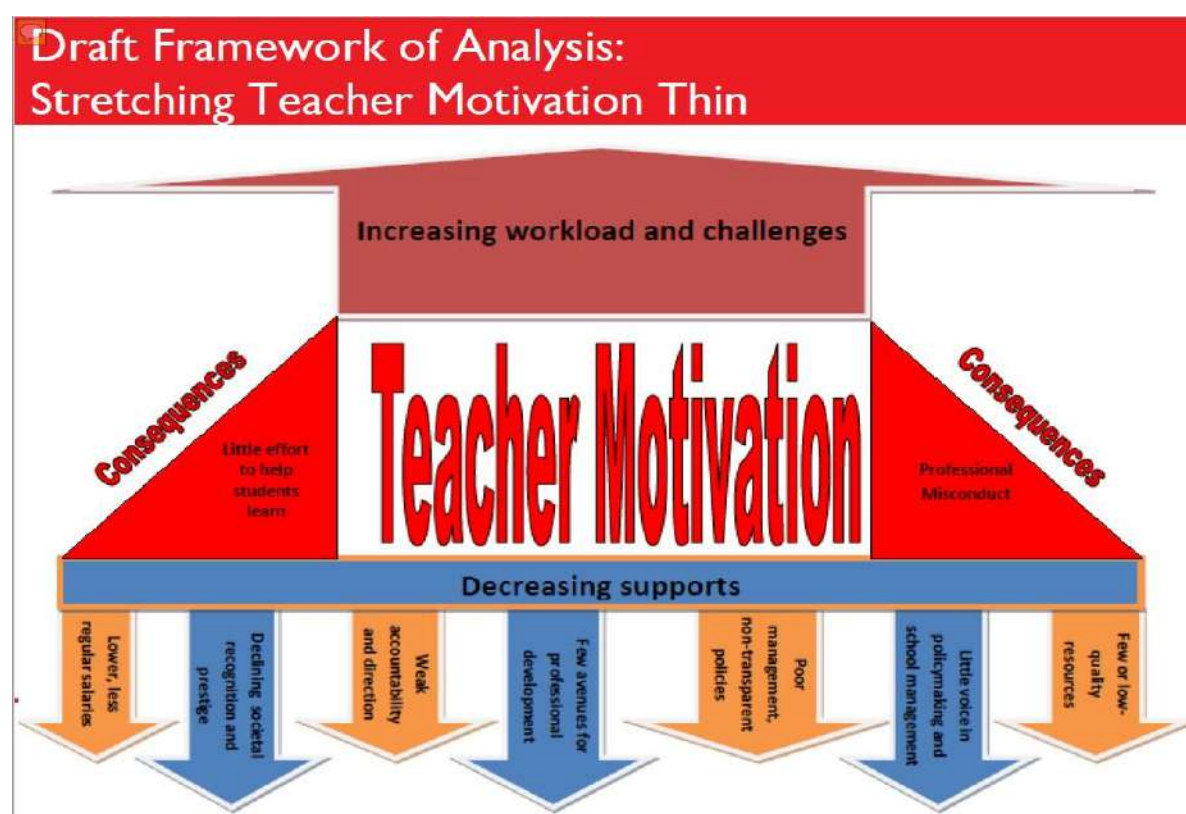 Draft Framework of Analysis:
Stretching Teacher Motivation Thin
Increasing workload and challenges
Consequences
Little effort
to help
students
learn
Teacher Motivation
Consequences
Professional
Misconduct
Decreasing supports
Lower, less
regular salaries
Declining societal
recognition and
prestige
Weak
accountability
and direction
Few avenues for
professional
development
Poor
management,
non-transparent
policies
Little voice in
policymaking and
school management
Few or low-
quality
resources